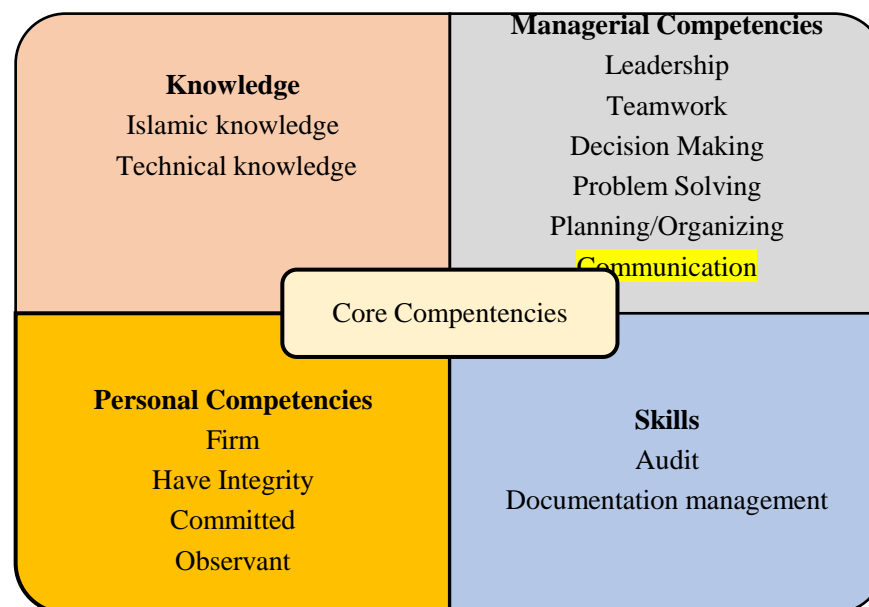 Knowledge
Islamic knowledge
Technical knowledge
Managerial Competencies
Leadership
Teamwork
Decision Making
Problem Solving
Planning/Organizing
Communication
Core Compentencies
Personal Competencies
Firm
Have Integrity
Committed
Observant
Skills
Audit
Documentation management